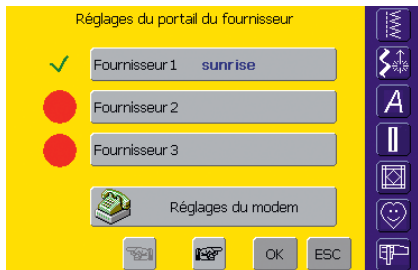 Réglages du portail du fournisseur
Fournisseur 1 sunrise
Fournisseur 2
Fournisseur 3
Réglages du modem
OK ESC
A